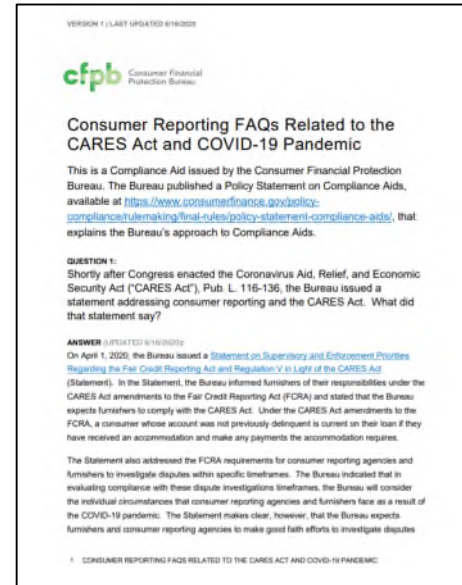 VERSION 1 / LAST UPDATED 6/16/2020
cfpb Consumer Financial
Protection Bureau
Consumer Reporting FAQs Related to the
CARES Act and COVID-19 Pandemic
This is a Compliance Aid issued by the Consumer Financial Protection
Bureau. The Bureau published a Policy Statement on Compliance Aids,
available at https://www.consumerfinance.gov/policy-
compliance/rulemaking/final-rules/policy-statement-compliance-aids/, that
explains the Bureau's approach to Compliance Aids.
QUESTION 1:
Shortly after Congress enacted the Coronavirus Aid, Relief, and Economic
Security Act ("CARES Act"), Pub. L. 116-136, the Bureau issued a
statement addressing consumer reporting and the CARES Act. What did
that statement say?
ANSWER (UPDATED 6/16/2020):
On April 1, 2020, the Bureau issued a Statement on Supervisory and Enforcement Priorities
Regarding the Fair Credit Reporting Act and Regulation V in Light of the CARES Act
(Statement). In the Statement, the Bureau informed furnishers of their responsibilities under the
CARES Act amendments to the Fair Credit Reporting Act (FCRA) and stated that the Bureau
expects furnishers to comply with the CARES Act. Under the CARES Act amendments to the
FCRA, a consumer whose account was not previously delinquent is current on their loan if they
have received an accommodation and make any payments the accommodation requires.
The Statement also addressed the FCRA requirements for consumer reporting agencies and
furnishers to investigate disputes within specific timeframes. The Bureau indicated that in
evaluating compliance with these dispute investigations timeframes, the Bureau will consider
the individual circumstances that consumer reporting agencies and furnishers face as a result of
the COVID-19 pandemic. The Statement makes clear, however, that the Bureau expects
furnishers and consumer reporting agencies to make good faith efforts to investigate disputes
1 CONSUMER REPORTING FAQS RELATED TO THE CARES ACT AND COVID-19 PANDEMIC